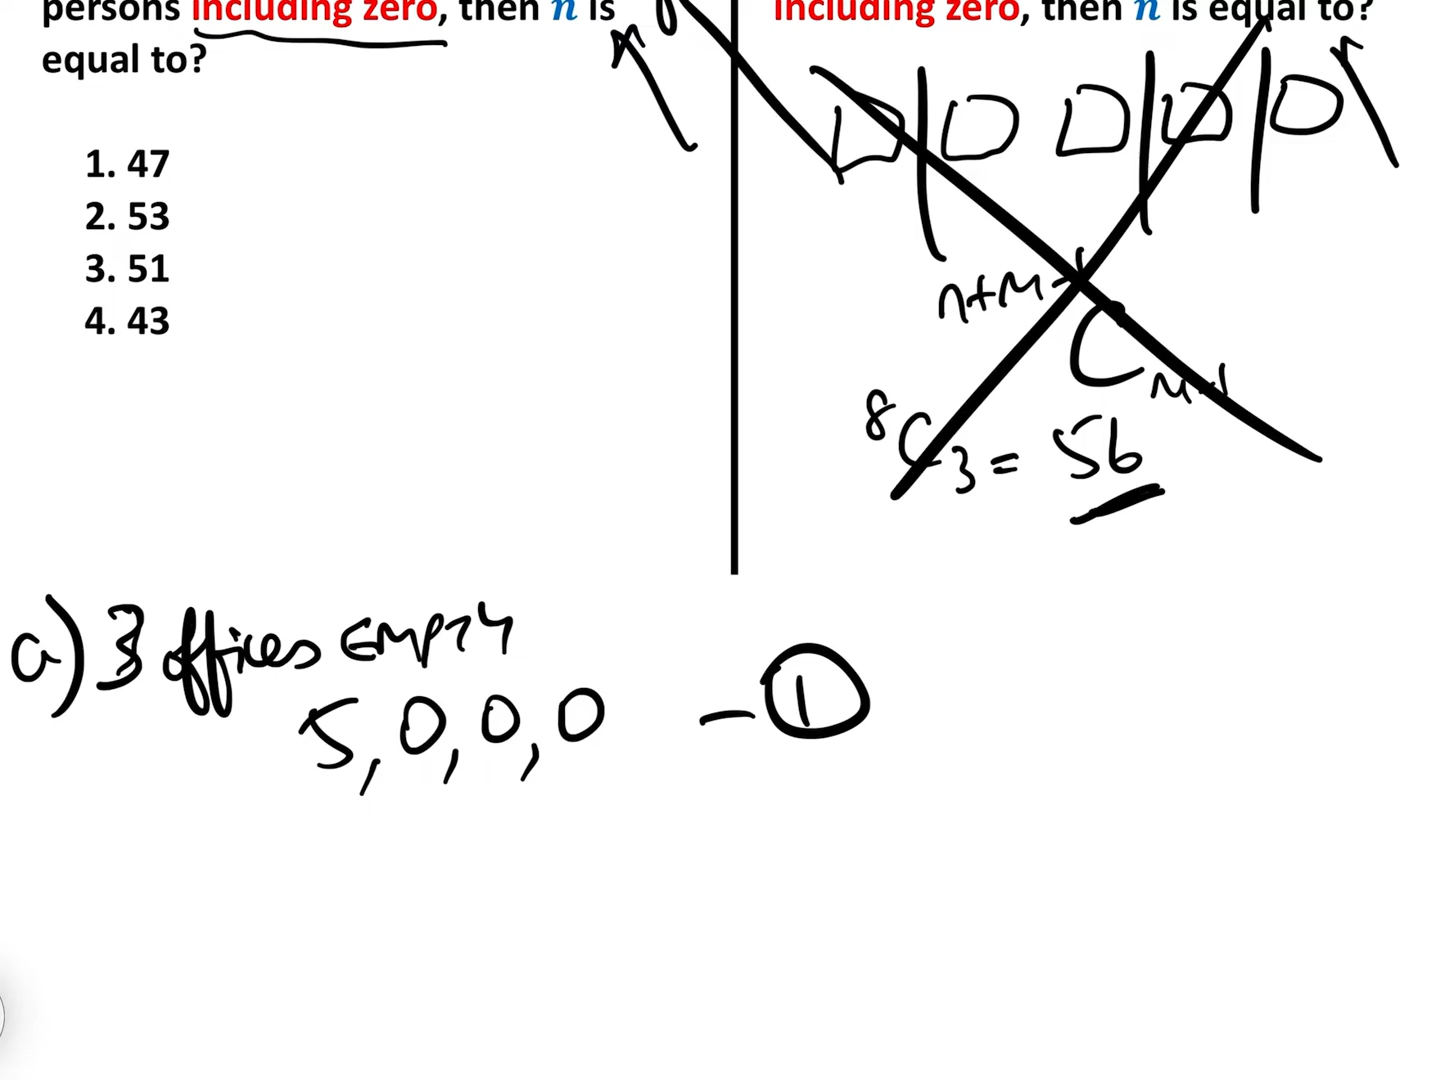 persons including zero, then n is
equal to?
1. 47
2. 53
3. 51
4. 43
including zero, then n is equal to?
n+M-1
C M-1
8C3 = 56
a) 3 offices EMPTY
5,0,0,0 - 1